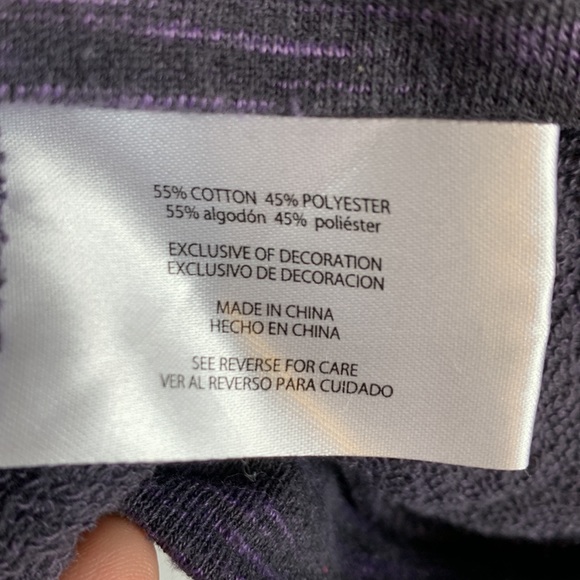 55% COTTON 45% POLYESTER
55% algodón 45% poliéster
EXCLUSIVE OF DECORATION
EXCLUSIVO DE DECORACION
MADE IN CHINA
HECHO EN CHINA
SEE REVERSE FOR CARE
VER AL REVERSO PARA CUIDADO